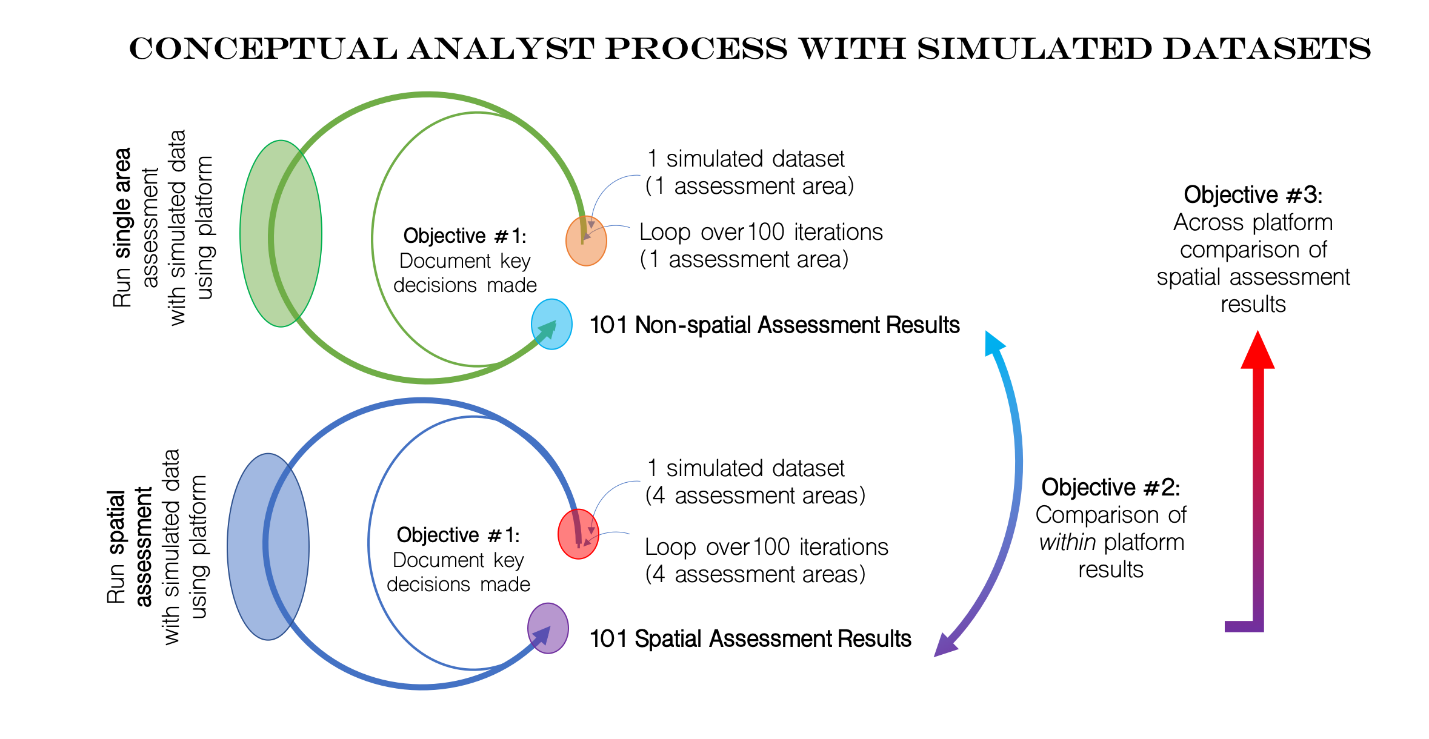 CONCEPTUAL ANALYST PROCESS WITH SIMULATED DATASETS
Run single area
assessment
with simulated data
using platform
Objective #1:
Document key
decisions made
1 simulated dataset
(1 assessment area)
Loop over 100 iterations
(1 assessment area)
101 Non-spatial Assessment Results
Run spatial
assessment
with simulated data
using platform
Objective #1:
Document key
decisions made
1 simulated dataset
(4 assessment areas)
Loop over 100 iterations
(4 assessment areas)
101 Spatial Assessment Results
Objective #2:
Comparison of
within platform
results
Objective #3:
Across platform
comparison of
spatial assessment
results